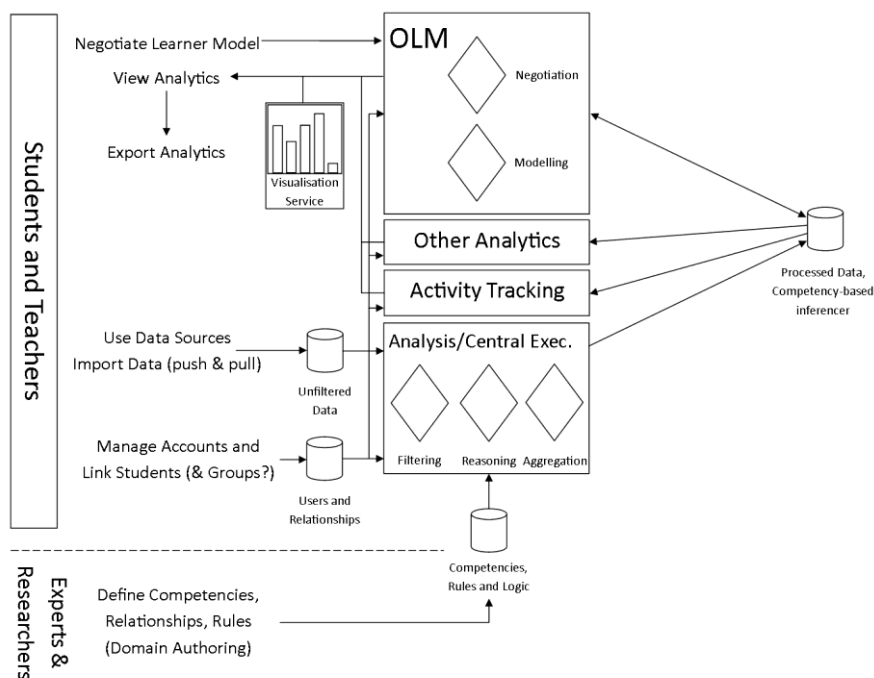 Students and Teachers
Negotiate Learner Model
View Analytics
Export Analytics
Visualisation
Service
OLM
Negotiation
Modelling
Other Analytics
Activity Tracking
Processed Data,
Competency-based
inferencer
Use Data Sources
Import Data (push & pull)
Unfiltered
Data
Analysis/Central Exec.
Filtering
Reasoning
Aggregation
Manage Accounts and
Link Students (& Groups?)
Users and
Relationships
Competencies,
Rules and Logic
Experts &
Researchers
Define Competencies,
Relationships, Rules
(Domain Authoring)